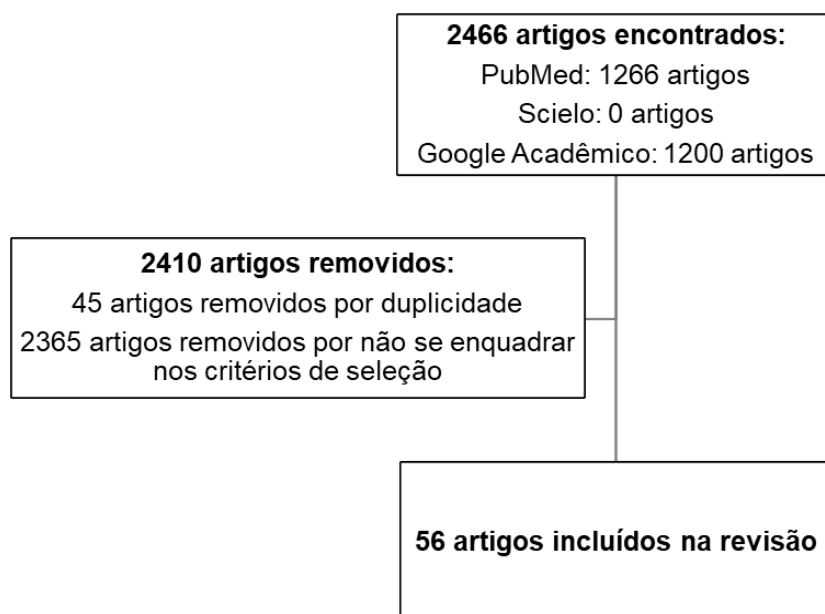 2466 artigos encontrados:
PubMed: 1266 artigos
Scielo: 0 artigos
Google Acadêmico: 1200 artigos
2410 artigos removidos:
45 artigos removidos por duplicidade
2365 artigos removidos por não se enquadrar
nos critérios de seleção
56 artigos incluídos na revisão